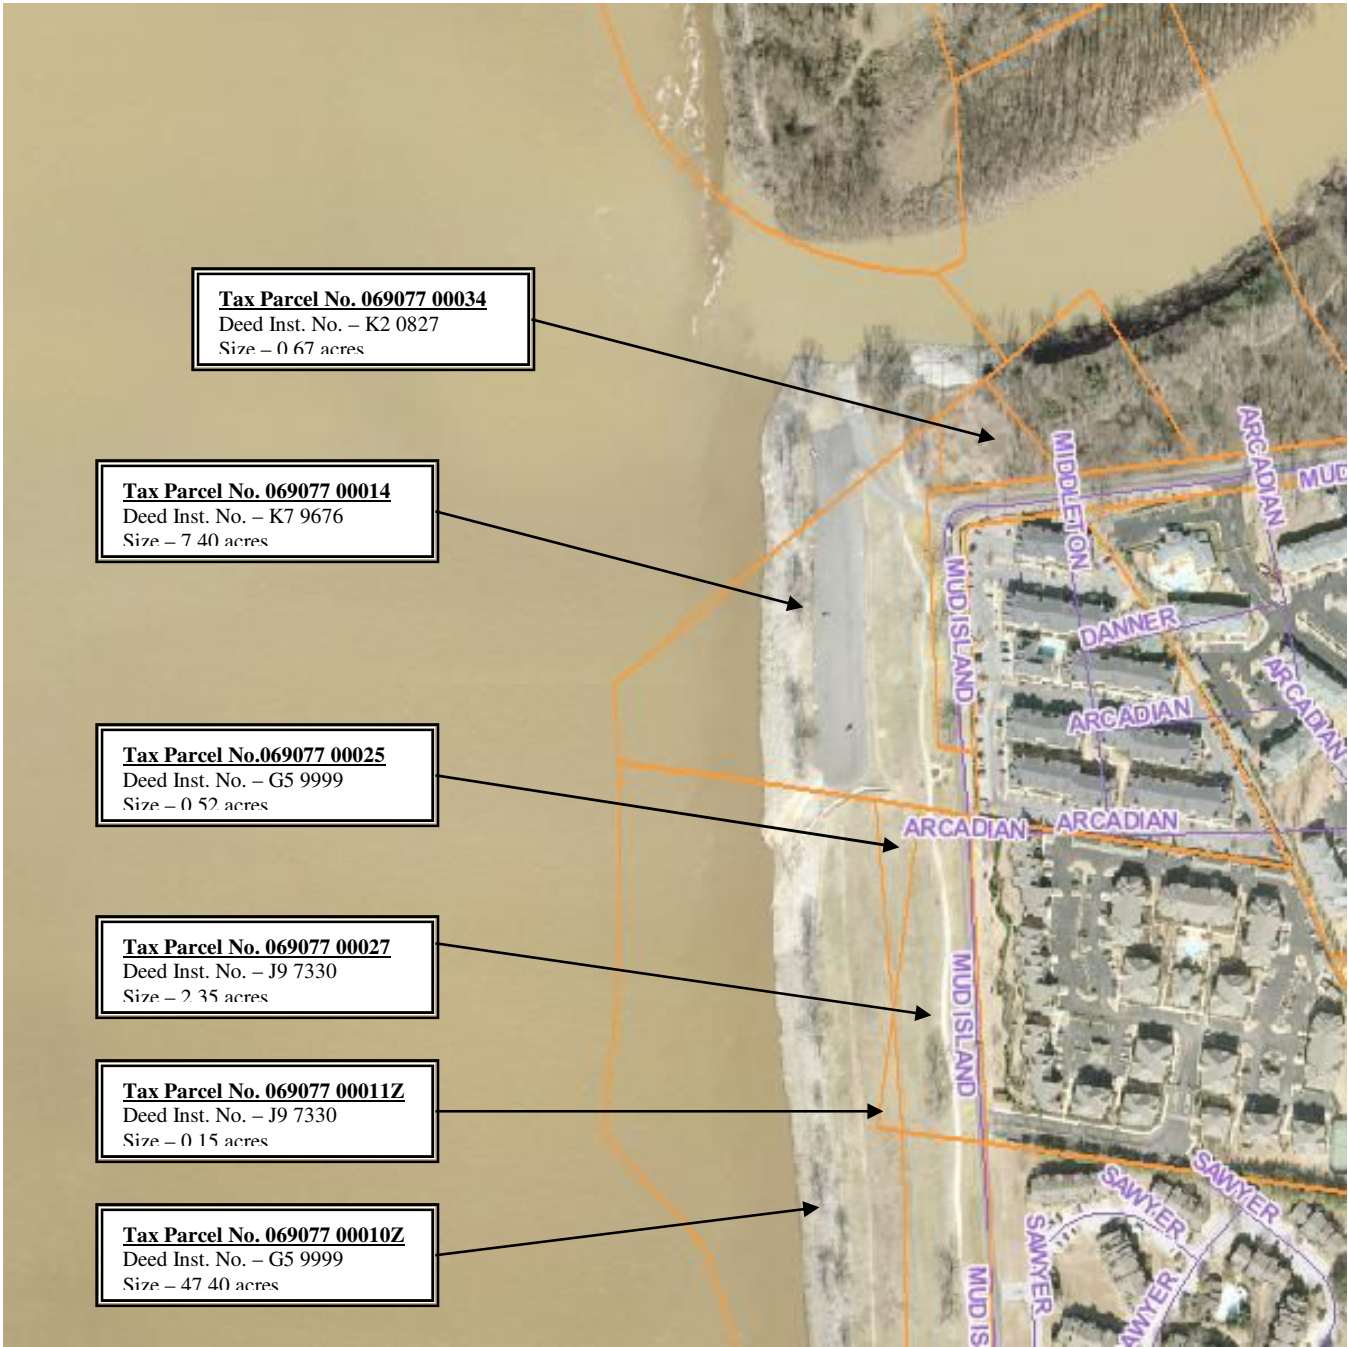 Tax Parcel No. 069077 00034
Deed Inst. No. – K2 0827
Size – 0.67 acres
Tax Parcel No. 069077 00014
Deed Inst. No. – K7 9676
Size – 7.40 acres
Tax Parcel No.069077 00025
Deed Inst. No. – G5 9999
Size – 0.52 acres
Tax Parcel No. 069077 00027
Deed Inst. No. – J9 7330
Size – 2.35 acres
Tax Parcel No. 069077 00011Z
Deed Inst. No. – J9 7330
Size – 0.15 acres
Tax Parcel No. 069077 00010Z
Deed Inst. No. – G5 9999
Size – 47.40 acres
ARCADIAN
MUD
MIDDLETON
MUD ISLAND
DANNER
ARCADIAN
ARCADIAN
ARCADIAN
ARCADIAN
MUD ISLAND
SAWYER
SAWYER
SAWYER
AWYER
MUD IS